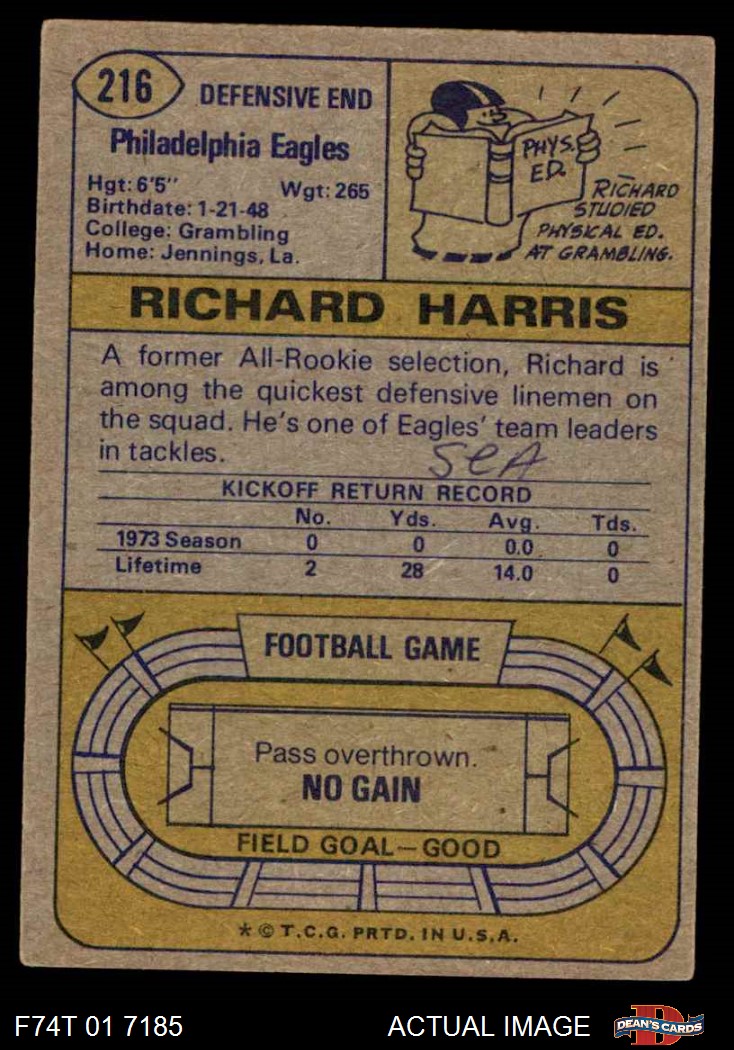 216
DEFENSIVE END
Philadelphia Eagles
Hgt: 6'5" Wgt: 265
Birthdate: 1-21-48
College: Grambling
Home: Jennings, La.
PHYS.
ED.
RICHARD
STUDIED
PHYSICAL ED.
AT GRAMBLING.
RICHARD HARRIS
A former All-Rookie selection, Richard is
among the quickest defensive linemen on
the squad. He's one of Eagles' team leaders
in tackles.
SEA
KICKOFF RETURN RECORD
No. Yds. Avg. Tds.
1973 Season 0 0 0.0 0
Lifetime 2 28 14.0 0
FOOTBALL GAME
Pass overthrown.
NO GAIN
FIELD GOAL—GOOD
* © T.C.G. PRTD. IN U.S.A.
F74T 01 7185 ACTUAL IMAGE
D
DEAN'S CARDS